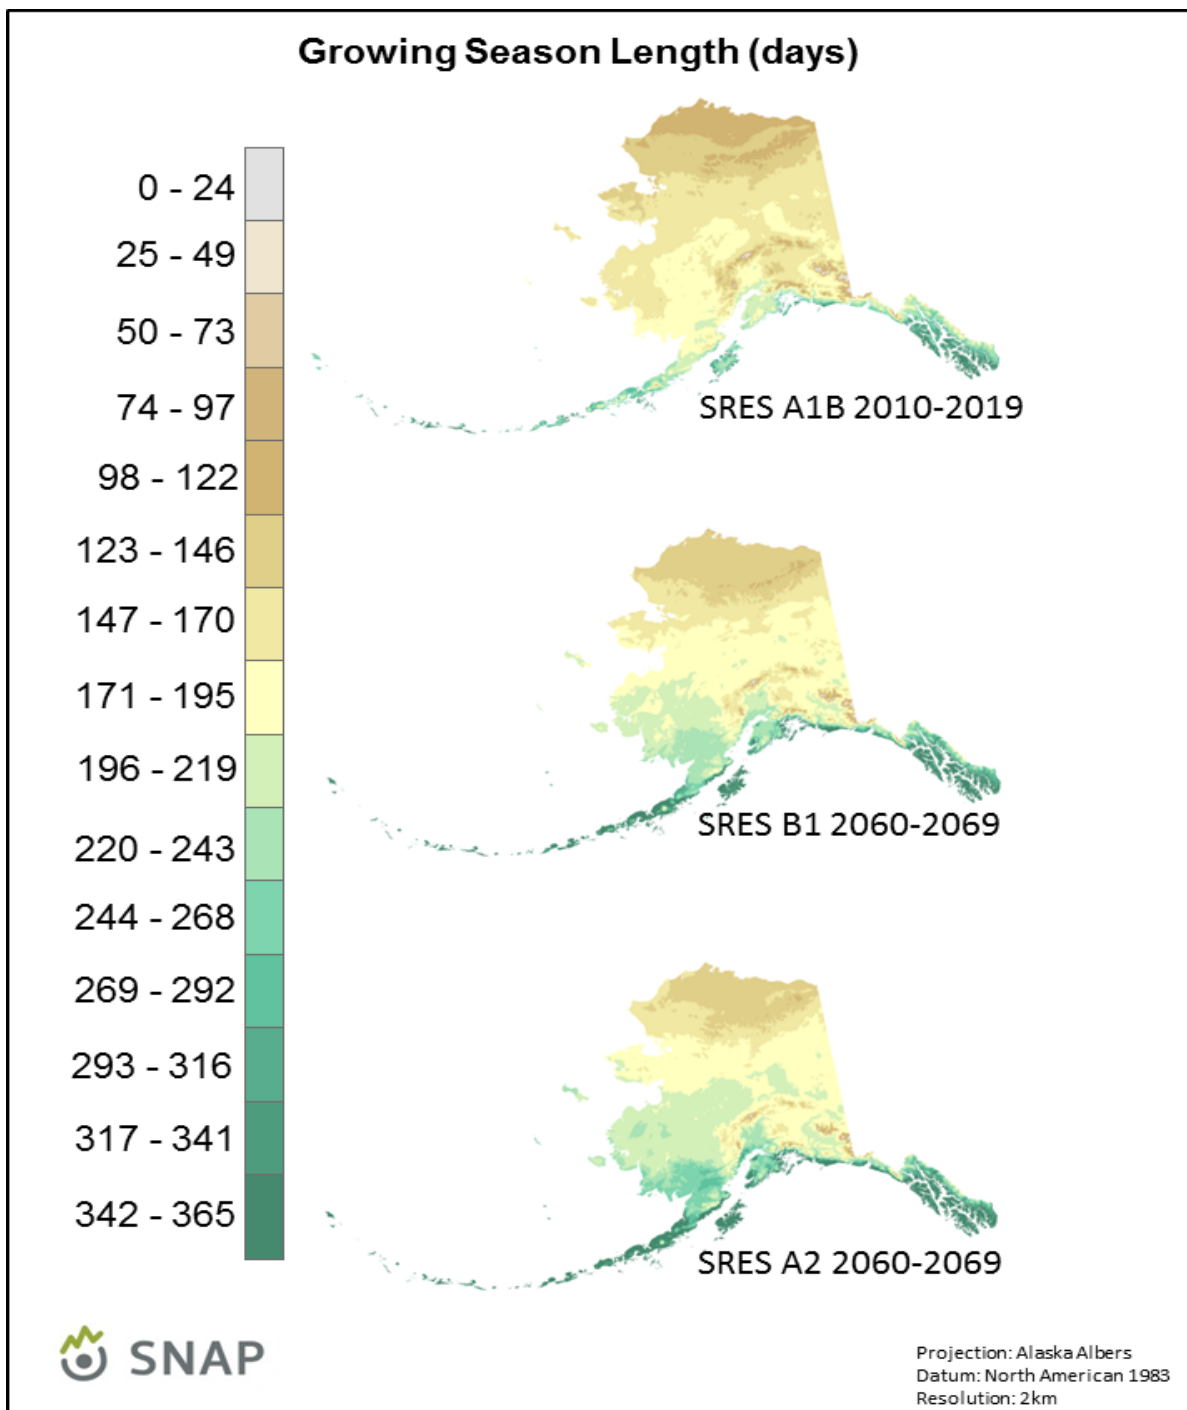 Growing Season Length (days)
0 - 24
25 - 49
50 - 73
74 - 97
98 - 122
123 - 146
147 - 170
171 - 195
196 - 219
220 - 243
244 - 268
269 - 292
293 - 316
317 - 341
342 - 365
SRES A1B 2010-2019
SRES B1 2060-2069
SRES A2 2060-2069
SNAP
Projection: Alaska Albers
Datum: North American 1983
Resolution: 2km